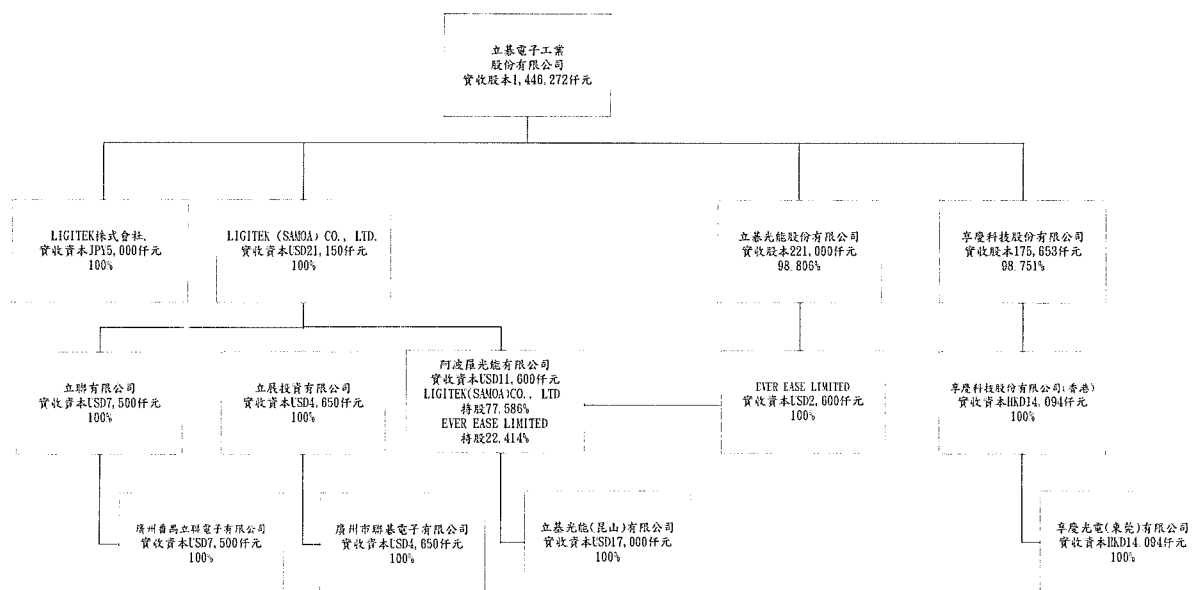 立碁電子工業
股份有限公司
實收股本1,446,272仟元
LIGITEK株式會社.
實收資本JPY5,000仟元
100%
LIGITEK (SAMOA) CO., LTD.
實收資本USD21,150仟元
100%
立碁光能股份有限公司
實收股本221,000仟元
98.806%
享慶科技股份有限公司
實收股本175,653仟元
98.751%
立聯有限公司
實收資本USD7,500仟元
100%
立展投資有限公司
實收資本USD4,650仟元
100%
阿波羅光能有限公司
實收資本USD11,600仟元
LIGITEK(SAMOA)CO., LTD
持股77.586%
EVER EASE LIMITED
持股22.414%
EVER EASE LIMITED
實收資本USD2,600仟元
100%
享慶科技股份有限公司(香港)
實收資本HKD14,094仟元
100%
廣州番禺立聯電子有限公司
實收資本USD7,500仟元
100%
廣州市聯碁電子有限公司
實收資本USD4,650仟元
100%
立基光能(昆山)有限公司
實收資本USD17,000仟元
100%
享慶光電(東莞)有限公司
實收資本HKD14.094仟元
100%